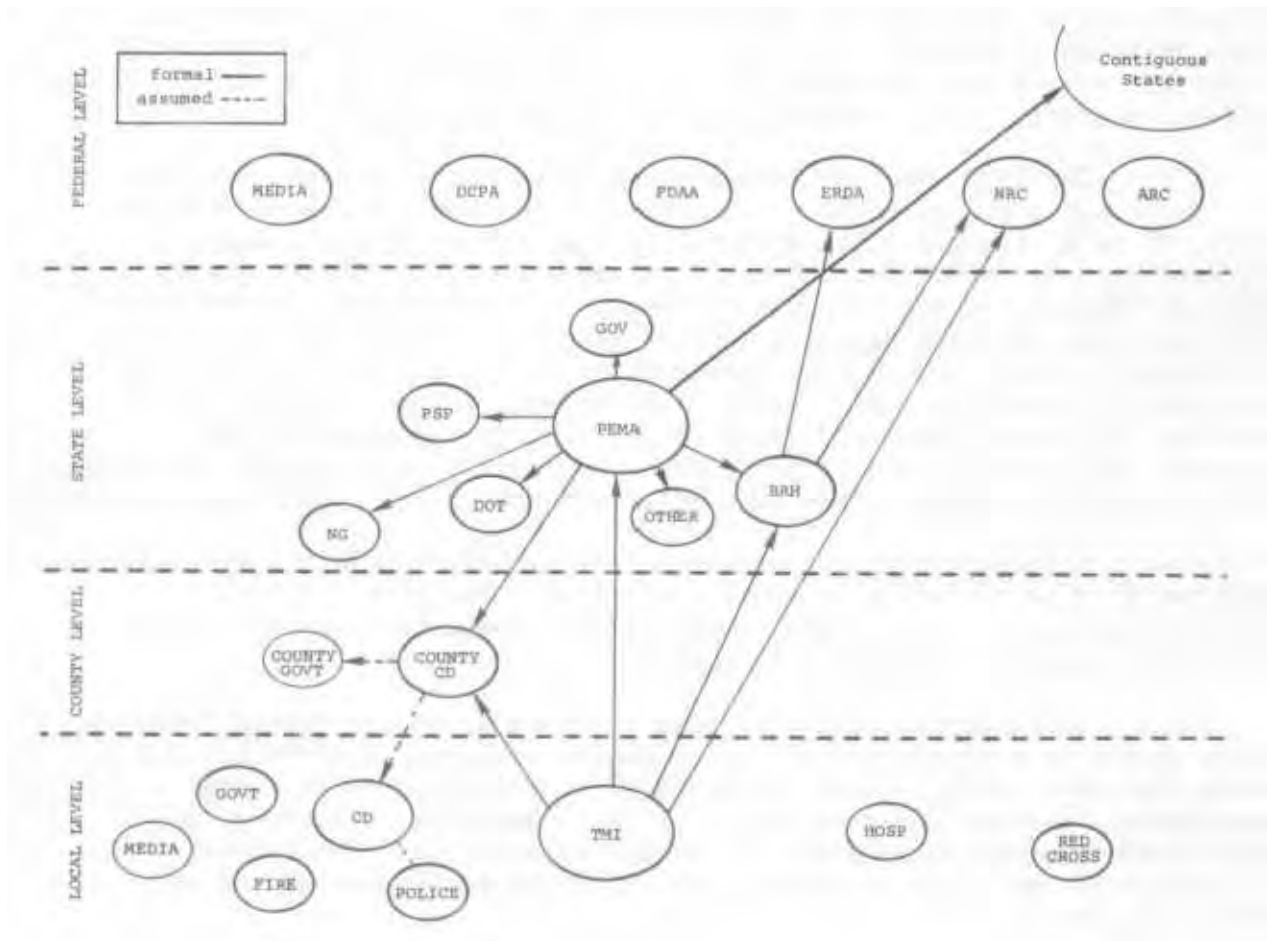 formal
assumed
Contiguous
States
FEDERAL LEVEL
MEDIA
DCPA
FDAA
ERDA
NRC
ARC
STATE LEVEL
GOV
PSP
PEMA
DOT
OTHER
BRH
NG
COUNTY LEVEL
COUNTY
GOVT
COUNTY
CD
LOCAL LEVEL
GOVT
CD
MEDIA
TMI
HOSP
RED
CROSS
FIRE
POLICE